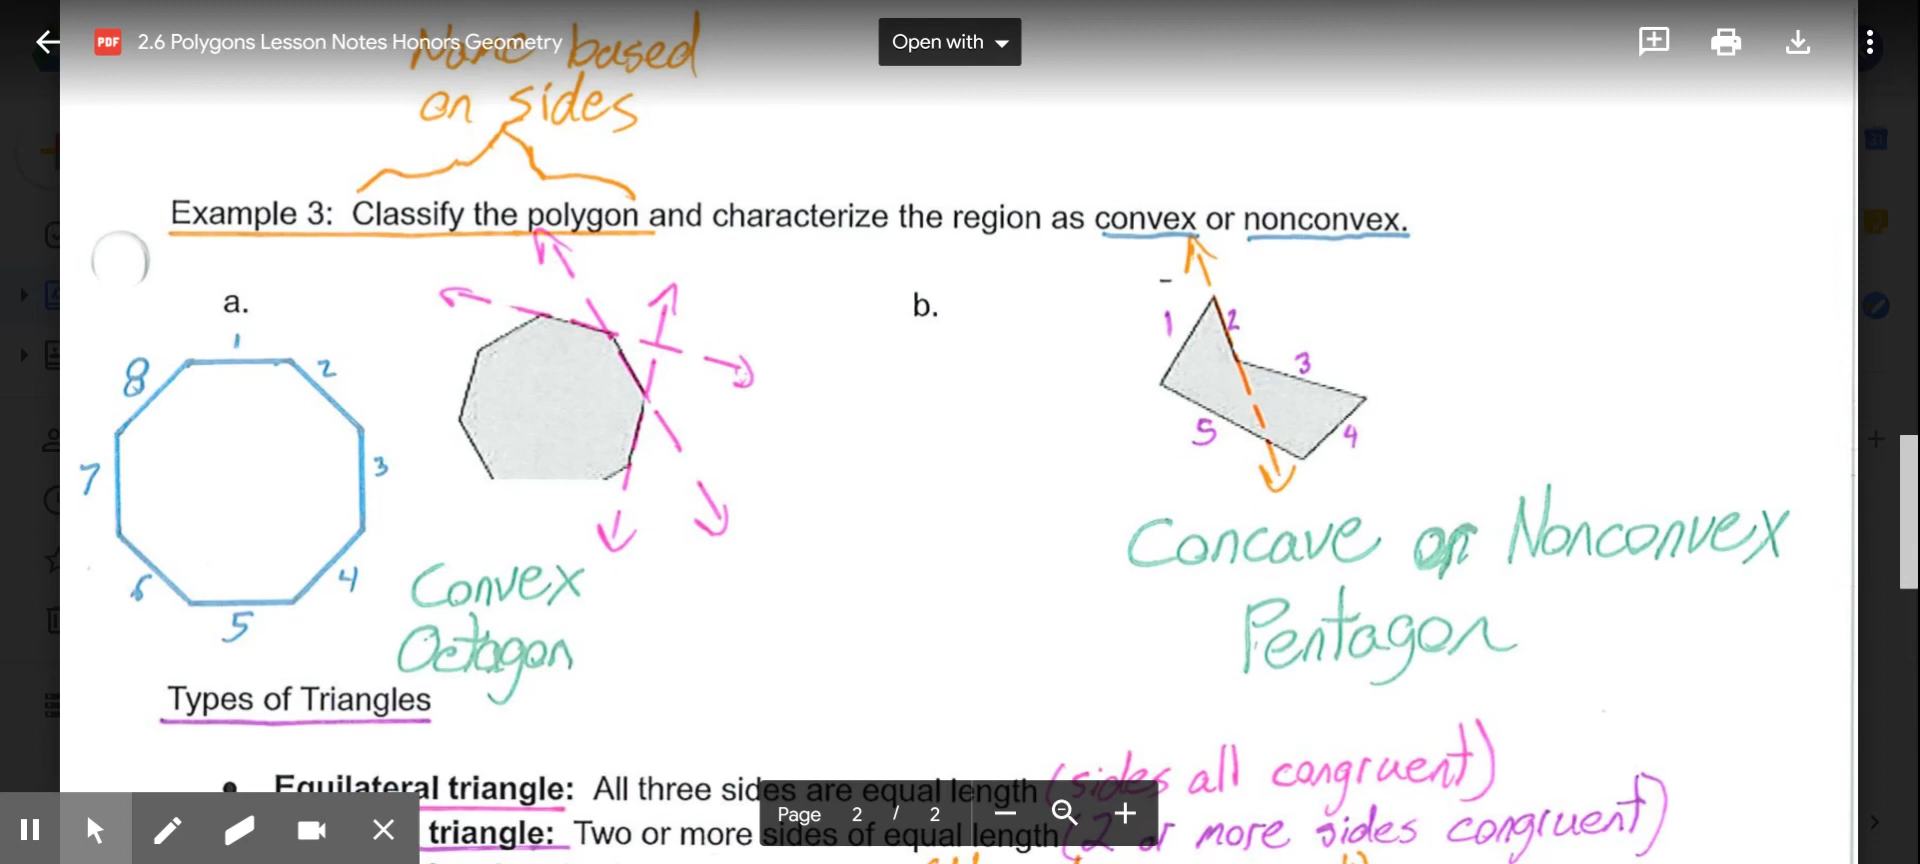 PDF 2.6 Polygons Lesson Notes Honors Geometry
Open with
Name based
on sides
Example 3: Classify the polygon and characterize the region as convex or nonconvex.
a.
1
2
3
4
5
6
7
8
Convex
Octagon
b.
1
2
3
4
5
Concave or Nonconvex
Pentagon
Types of Triangles
Equilateral triangle: All three sides are equal length (sides all congruent)
triangle: Two or more sides of equal length (2 or more sides congruent)
Page 2 / 2